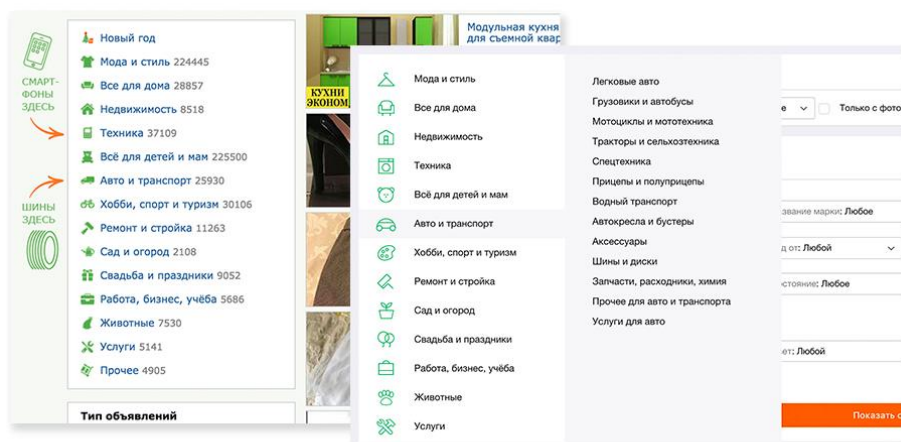 СМАРТ-
ФОНЫ
ЗДЕСЬ
ШИНЫ
ЗДЕСЬ
Новый год
Мода и стиль 224445
Все для дома 28857
Недвижимость 8518
Техника 37109
Всё для детей и мам 225500
Авто и транспорт 25930
Хобби, спорт и туризм 30106
Ремонт и стройка 11263
Сад и огород 2108
Свадьба и праздники 9052
Работа, бизнес, учёба 5686
Животные 7530
Услуги 5141
Прочее 4905
Тип объявлений
Модульная кухня
для съемной квар
КУХНИ
ЭКОНОМ
Мода и стиль
Все для дома
Недвижимость
Техника
Всё для детей и мам
Авто и транспорт
Хобби, спорт и туризм
Ремонт и стройка
Сад и огород
Свадьба и праздники
Работа, бизнес, учёба
Животные
Услуги
Легковые авто
Грузовики и автобусы
Мотоциклы и мототехника
Тракторы и сельхозтехника
Спецтехника
Прицепы и полуприцепы
Водный транспорт
Автокресла и бустеры
Аксессуары
Шины и диски
Запчасти, расходники, химия
Прочее для авто и транспорта
Услуги для авто
е
Только с фото
звание марки: Любое
д от: Любой
стояние: Любое
ет: Любой
Показать